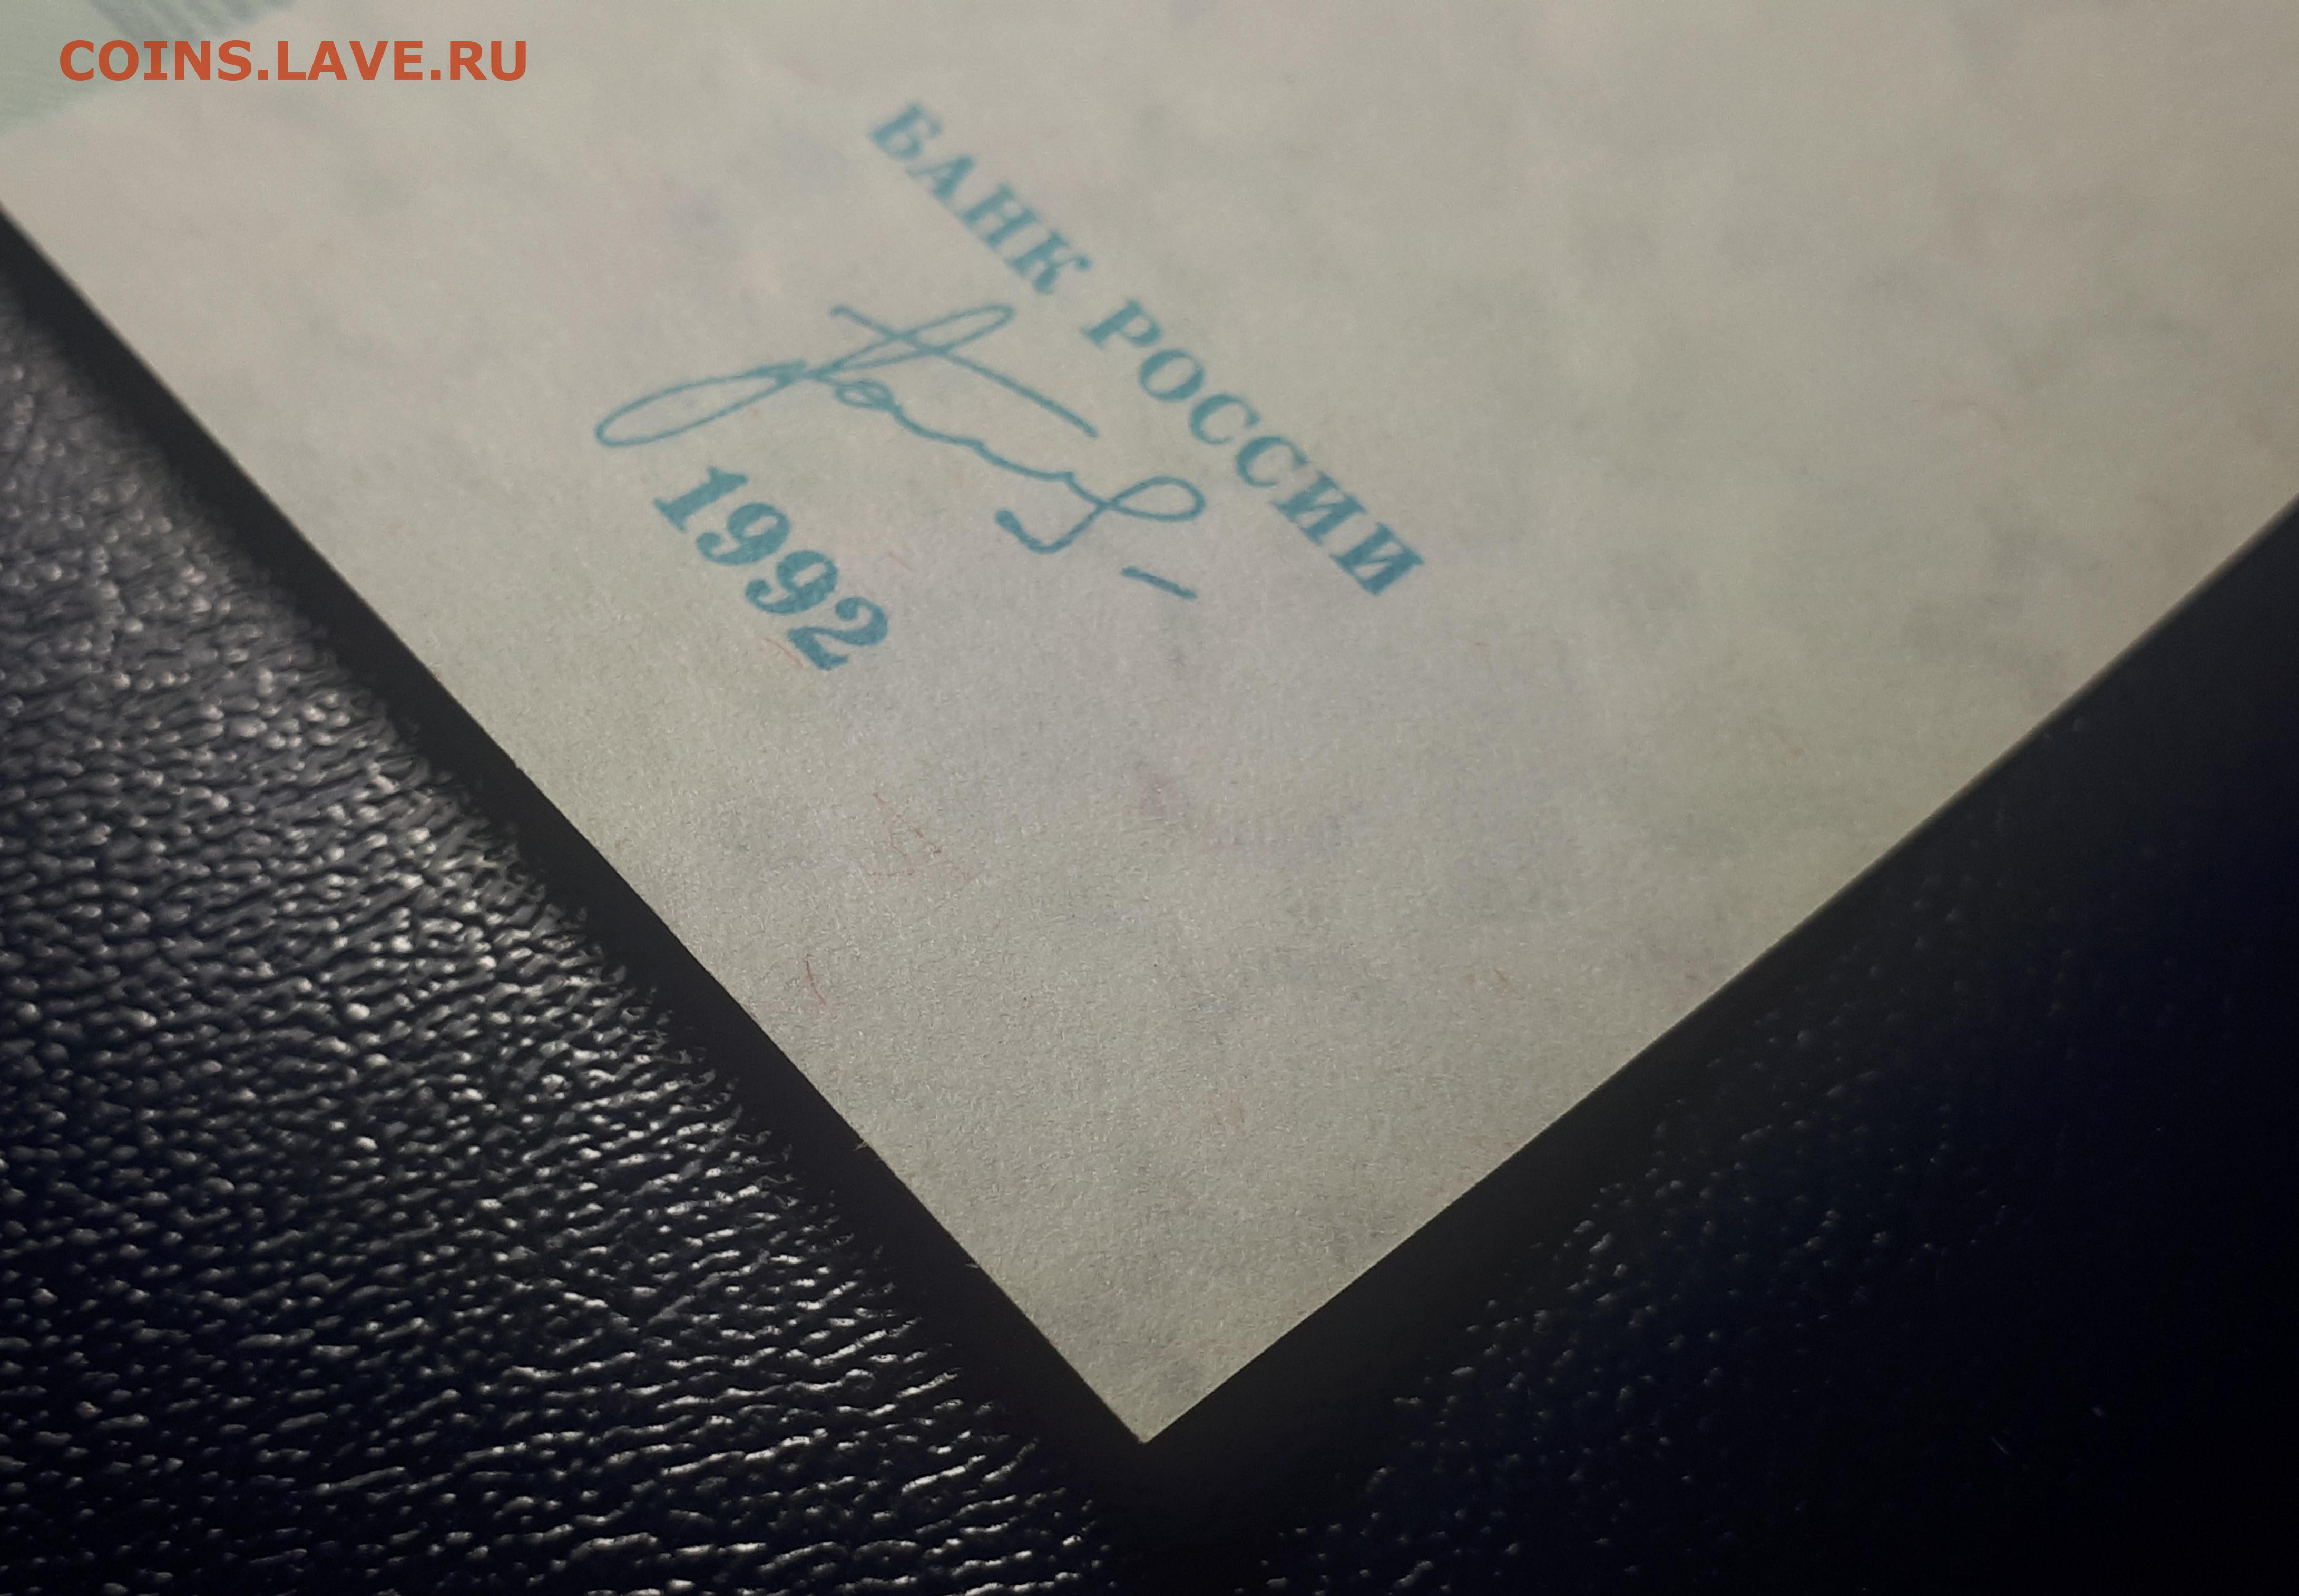 COINS.LAVE.RU
БАНК РОССИИ
1992